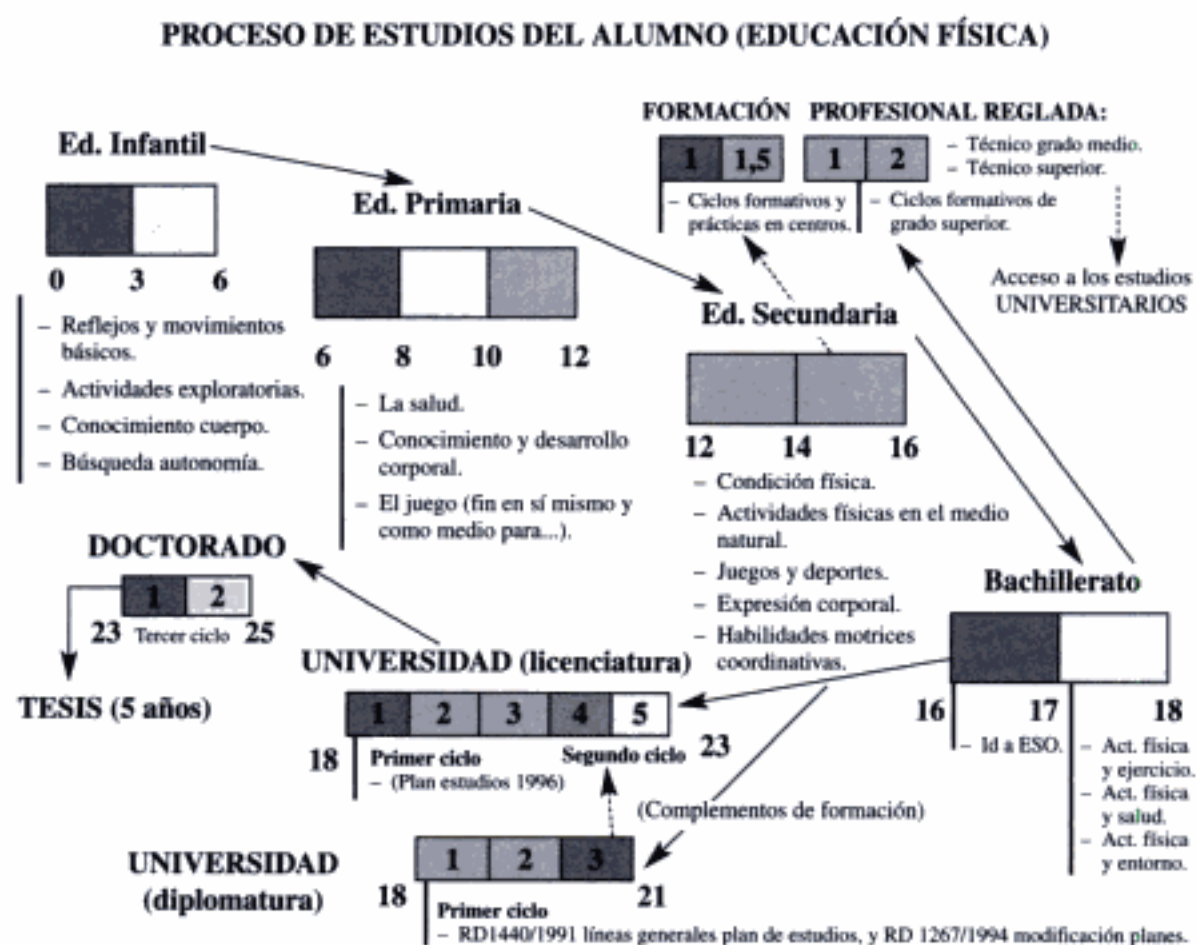 PROCESO DE ESTUDIOS DEL ALUMNO (EDUCACIÓN FÍSICA)
Ed. Infantil
0 3 6
– Reflejos y movimientos
básicos.
– Actividades exploratorias.
– Conocimiento cuerpo.
– Búsqueda autonomía.
Ed. Primaria
6 8 10 12
– La salud.
– Conocimiento y desarrollo
corporal.
– El juego (fin en sí mismo y
como medio para...).
FORMACIÓN PROFESIONAL REGLADA:
1 1,5 1 2
– Técnico grado medio.
– Técnico superior.
– Ciclos formativos y
prácticas en centros.
– Ciclos formativos de
grado superior.
Acceso a los estudios
UNIVERSITARIOS
Ed. Secundaria
12 14 16
– Condición física.
– Actividades físicas en el medio
natural.
– Juegos y deportes.
– Expresión corporal.
– Habilidades motrices
coordinativas.
Bachillerato
16 17 18
– Id a ESO.
– Act. física
y ejercicio.
– Act. física
y salud.
– Act. física
y entorno.
DOCTORADO
1 2
23 Tercer ciclo 25
TESIS (5 años)
UNIVERSIDAD (licenciatura)
1 2 3 4 5
18 Primer ciclo Segundo ciclo 23
– (Plan estudios 1996)
(Complementos de formación)
UNIVERSIDAD
(diplomatura)
1 2 3
18 21
Primer ciclo
– RD1440/1991 líneas generales plan de estudios, y RD 1267/1994 modificación planes.